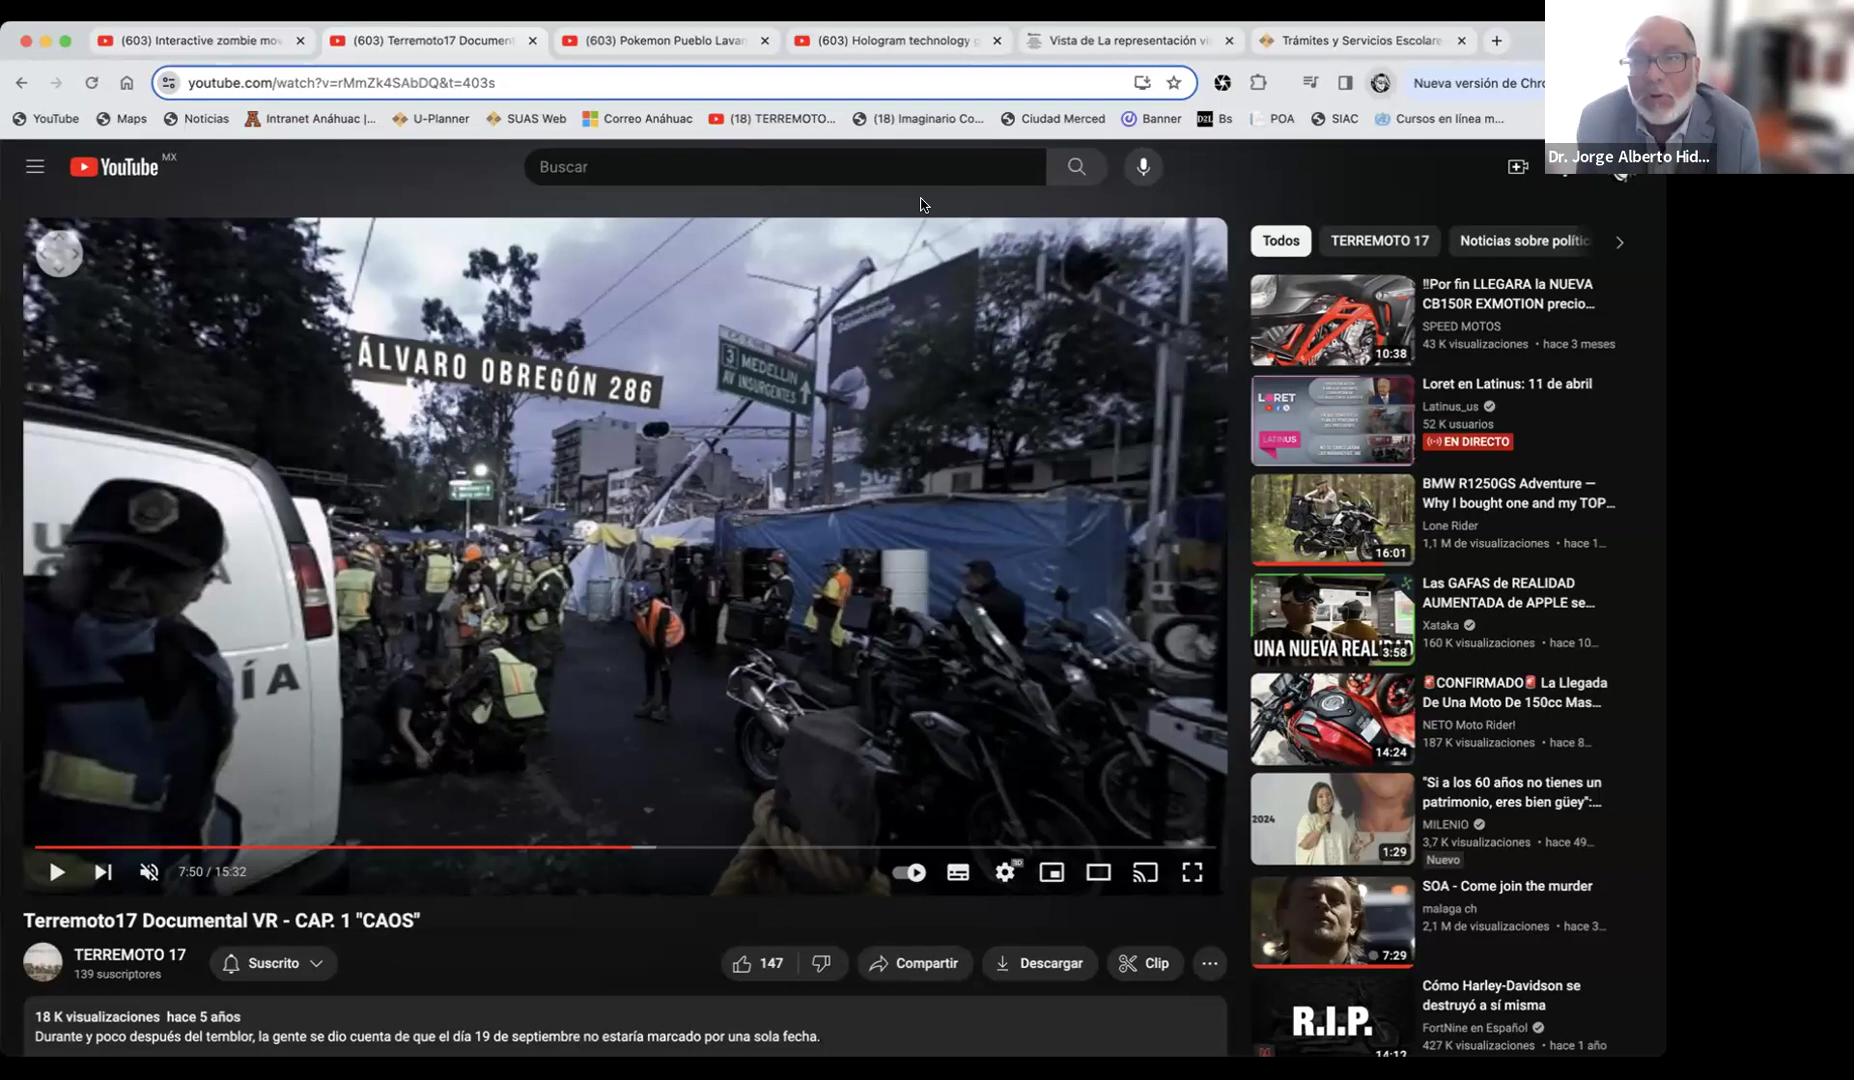 (603) Interactive zombie mov
(603) Terremoto17 Document
(603) Pokemon Pueblo Lavan
(603) Hologram technology g
Vista de La representación vi
Trámites y Servicios Escolare
youtube.com/watch?v=rMmZk4SAbDQ&t=403s
Nueva versión de Chro
YouTube
Maps
Noticias
Intranet Anáhuac |...
U-Planner
SUAS Web
Correo Anáhuac
(18) TERREMOTO...
(18) Imaginario Co...
Ciudad Merced
Banner
D2L Bs
POA
SIAC
Cursos en línea m...
Dr. Jorge Alberto Hid...
YouTube MX
Buscar
ÁLVARO OBREGÓN 286
3 MEDELLIN
AV INSURGENTES
ÍA
7:50 / 15:32
Terremoto17 Documental VR - CAP. 1 "CAOS"
TERREMOTO 17
139 suscriptores
Suscrito
147
Compartir
Descargar
Clip
18 K visualizaciones hace 5 años
Durante y poco después del temblor, la gente se dio cuenta de que el día 19 de septiembre no estaría marcado por una sola fecha.
Todos
TERREMOTO 17
Noticias sobre polític
10:38
!!Por fin LLEGARA la NUEVA
CB150R EXMOTION precio...
SPEED MOTOS
43 K visualizaciones • hace 3 meses
LORET
LATINUS
Loret en Latinus: 11 de abril
Latinus_us
52 K usuarios
EN DIRECTO
16:01
BMW R1250GS Adventure —
Why I bought one and my TOP...
Lone Rider
1,1 M de visualizaciones • hace 1...
UNA NUEVA REALIDAD
3:58
Las GAFAS de REALIDAD
AUMENTADA de APPLE se...
Xataka
160 K visualizaciones • hace 10...
14:24
🚨CONFIRMADO🚨 La Llegada
De Una Moto De 150cc Mas...
NETO Moto Rider!
187 K visualizaciones • hace 8...
2024
1:29
"Si a los 60 años no tienes un
patrimonio, eres bien güey":...
MILENIO
3,7 K visualizaciones • hace 49...
Nuevo
7:29
SOA - Come join the murder
malaga ch
2,1 M de visualizaciones • hace 3...
R.I.P.
14:12
Cómo Harley-Davidson se
destruyó a sí misma
FortNine en Español
427 K visualizaciones • hace 1 año